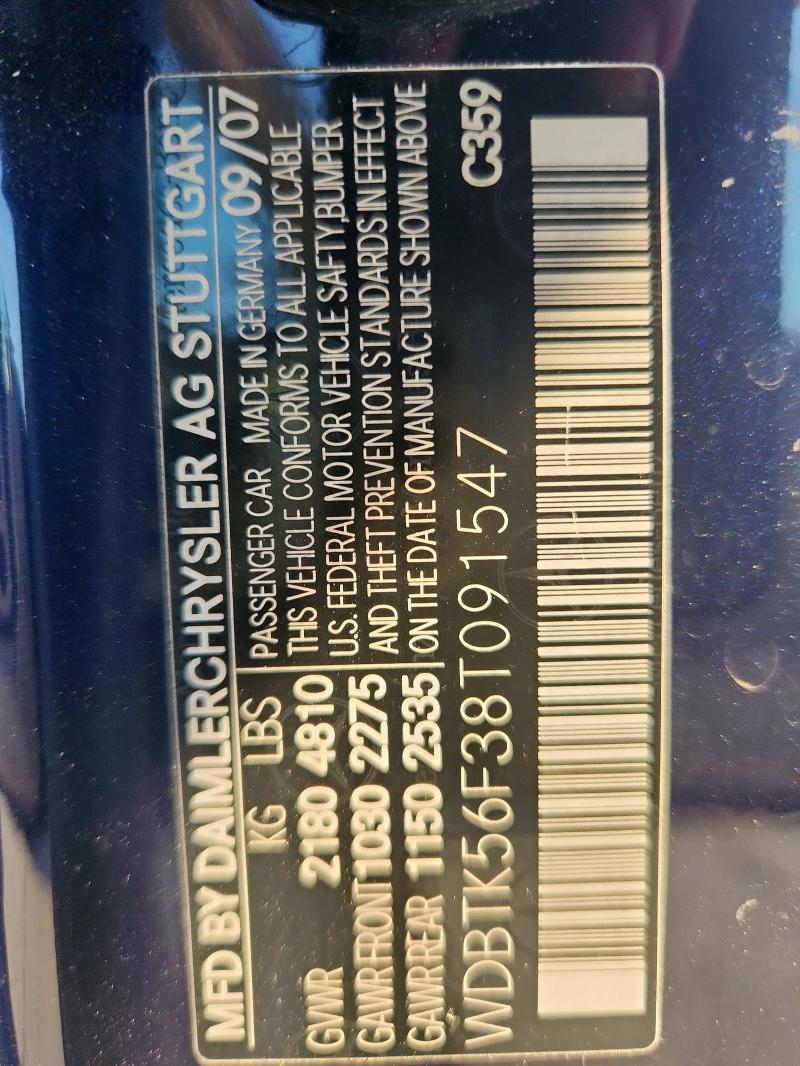 MFD BY DAIMLERCHRYSLER AG STUTTGART
KG LBS
GVWR 2180 4810
GAWR FRONT 1030 2275
GAWR REAR 1150 2535
PASSENGER CAR MADE IN GERMANY 09/07
THIS VEHICLE CONFORMS TO ALL APPLICABLE
U.S. FEDERAL MOTOR VEHICLE SAFTY,BUMPER
AND THEFT PREVENTION STANDARDS IN EFFECT
ON THE DATE OF MANUFACTURE SHOWN ABOVE
WDBTK56F38T091547 C359